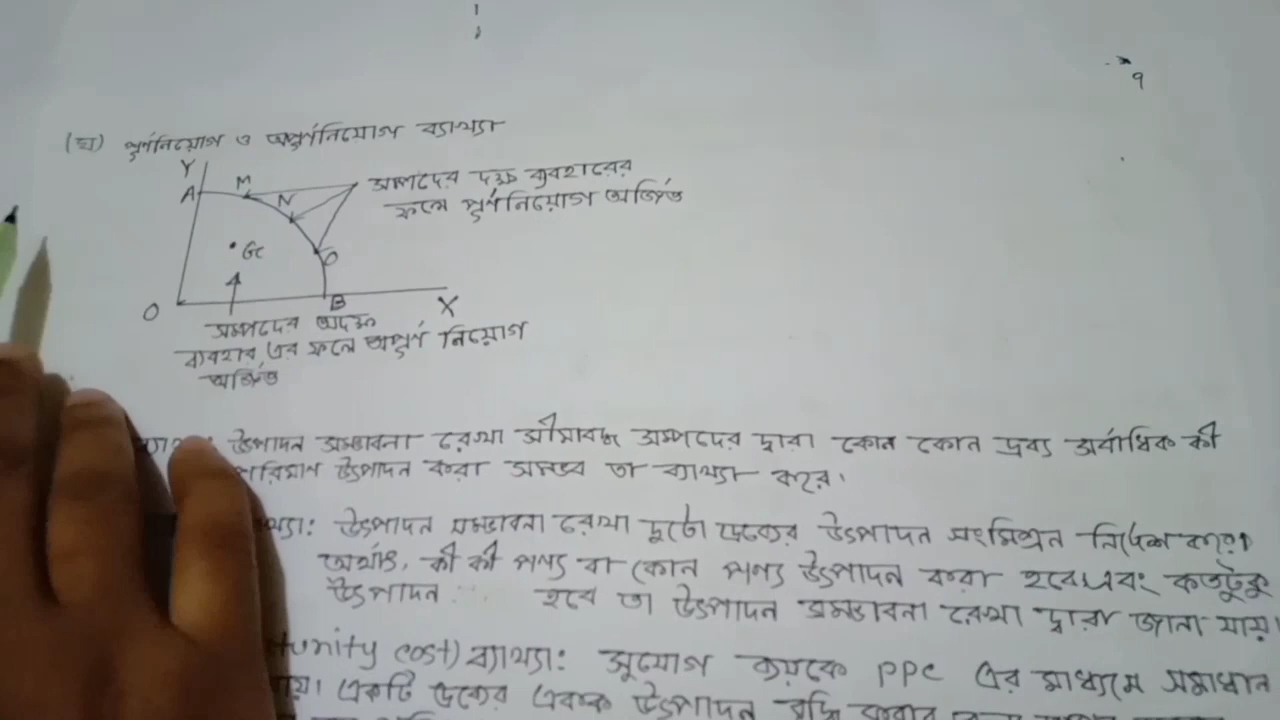 ৭
(ঘ) পূর্ণনিয়োগ ও অপূর্ণনিয়োগ ব্যাখ্যা
Y
A M N
সম্পদের দক্ষ ব্যবহারের
ফলে পূর্ণনিয়োগ অর্জিত
G
O B X
সম্পদের অদক্ষ
ব্যবহার এর ফলে অপূর্ণ নিয়োগ
অর্জিত
উৎপাদন সম্ভাবনা রেখা সীমাবদ্ধ সম্পদের দ্বারা কোন কোন দ্রব্য সর্বাধিক কী
পরিমাণ উৎপাদন করা সম্ভব তা ব্যাখ্যা করে।
খ্যা: উৎপাদন সম্ভাবনা রেখা দুটো দ্রব্যের উৎপাদন সংমিশ্রন নির্দেশ করে।
অর্থাৎ, কী কী পণ্য বা কোন পণ্য উৎপাদন করা হবে এবং কতটুকু
উৎপাদন হবে তা উৎপাদন সম্ভাবনা রেখা দ্বারা জানা যায়।
tunity cost) ব্যাখ্যা: সুযোগ ব্যয়কে PPC এর মাধ্যমে সমাধান
যায়। একটি দ্রব্যের একক উৎপাদন বৃদ্ধি করার